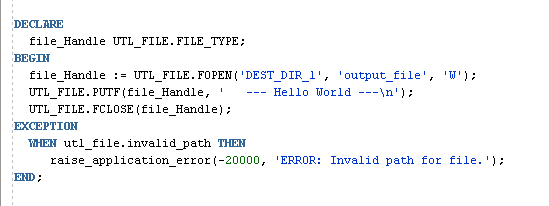 DECLARE
file_Handle UTL_FILE.FILE_TYPE;
BEGIN
file_Handle := UTL_FILE.FOPEN('DEST_DIR_1', 'output_file', 'W');
UTL_FILE.PUTF(file_Handle, '   --- Hello World ---\n');
UTL_FILE.FCLOSE(file_Handle);
EXCEPTION
WHEN utl_file.invalid_path THEN
raise_application_error(-20000, 'ERROR: Invalid path for file.');
END;